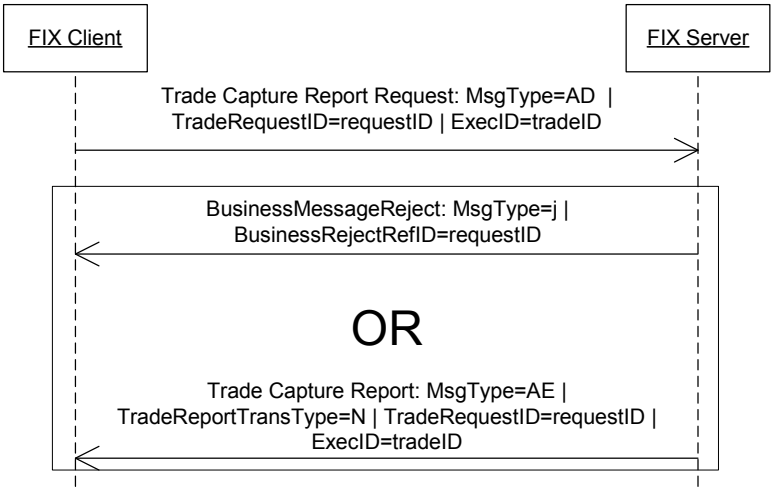 FIX Client
FIX Server
Trade Capture Report Request: MsgType=AD |
TradeRequestID=requestID | ExecID=tradeID
BusinessMessageReject: MsgType=j |
BusinessRejectRefID=requestID
OR
Trade Capture Report: MsgType=AE |
TradeReportTransType=N | TradeRequestID=requestID |
ExecID=tradeID